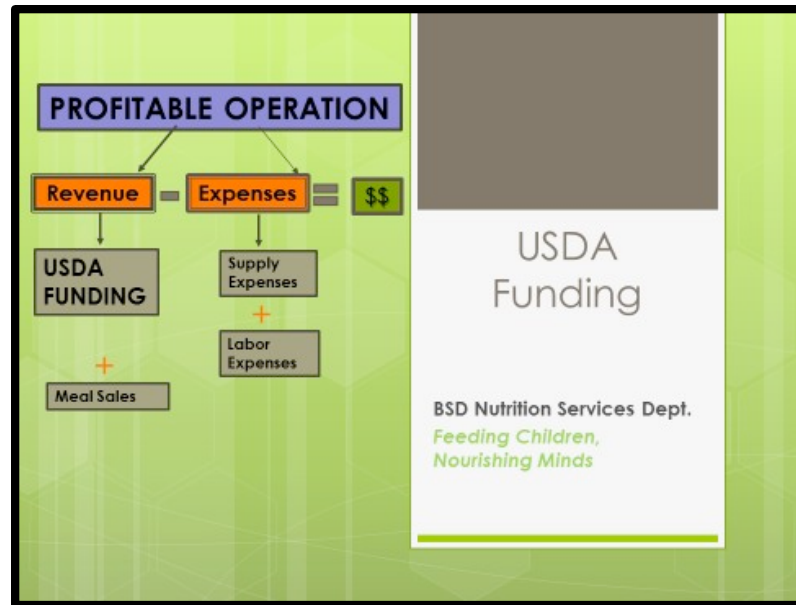 PROFITABLE OPERATION
Revenue - Expenses = $$
USDA
FUNDING
+
Meal Sales
Supply
Expenses
+
Labor
Expenses
USDA
Funding
BSD Nutrition Services Dept.
Feeding Children,
Nourishing Minds